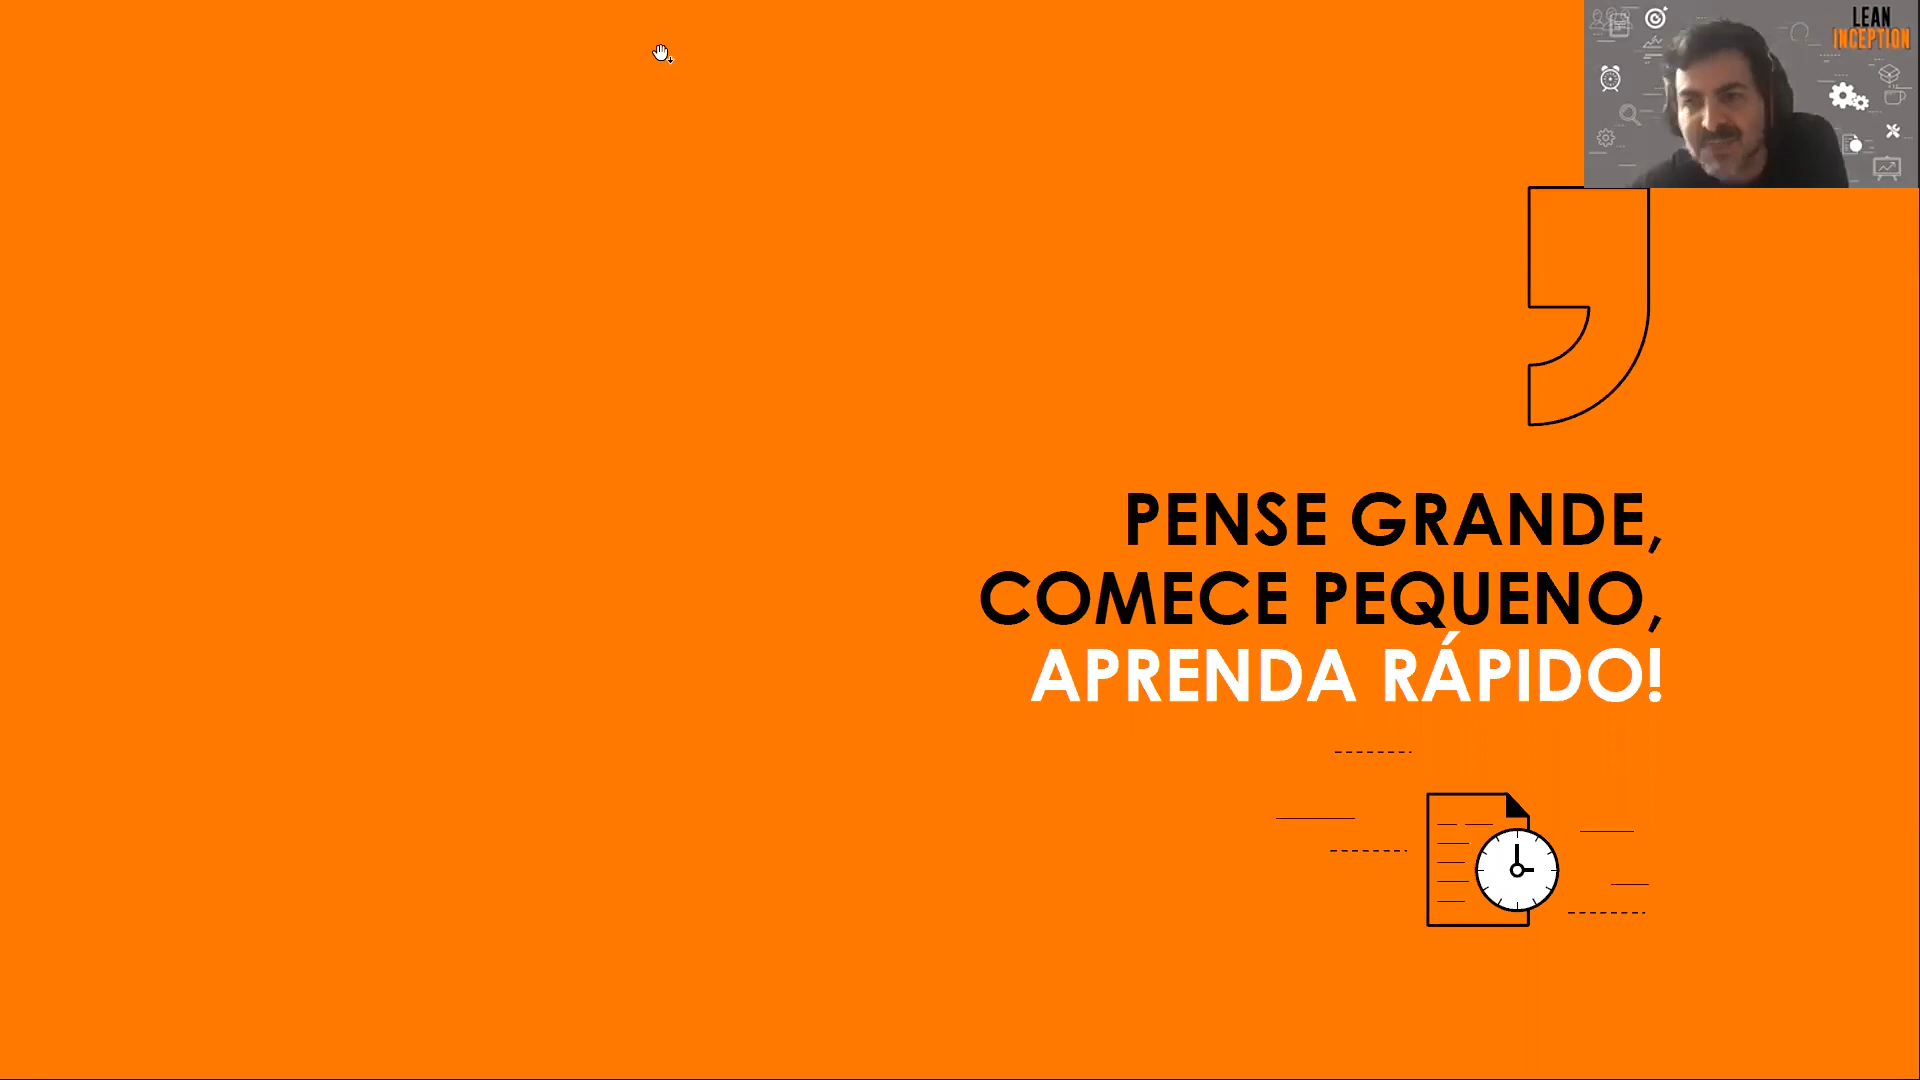 LEAN
INCEPTION
PENSE GRANDE,
COMECE PEQUENO,
APRENDA RÁPIDO!